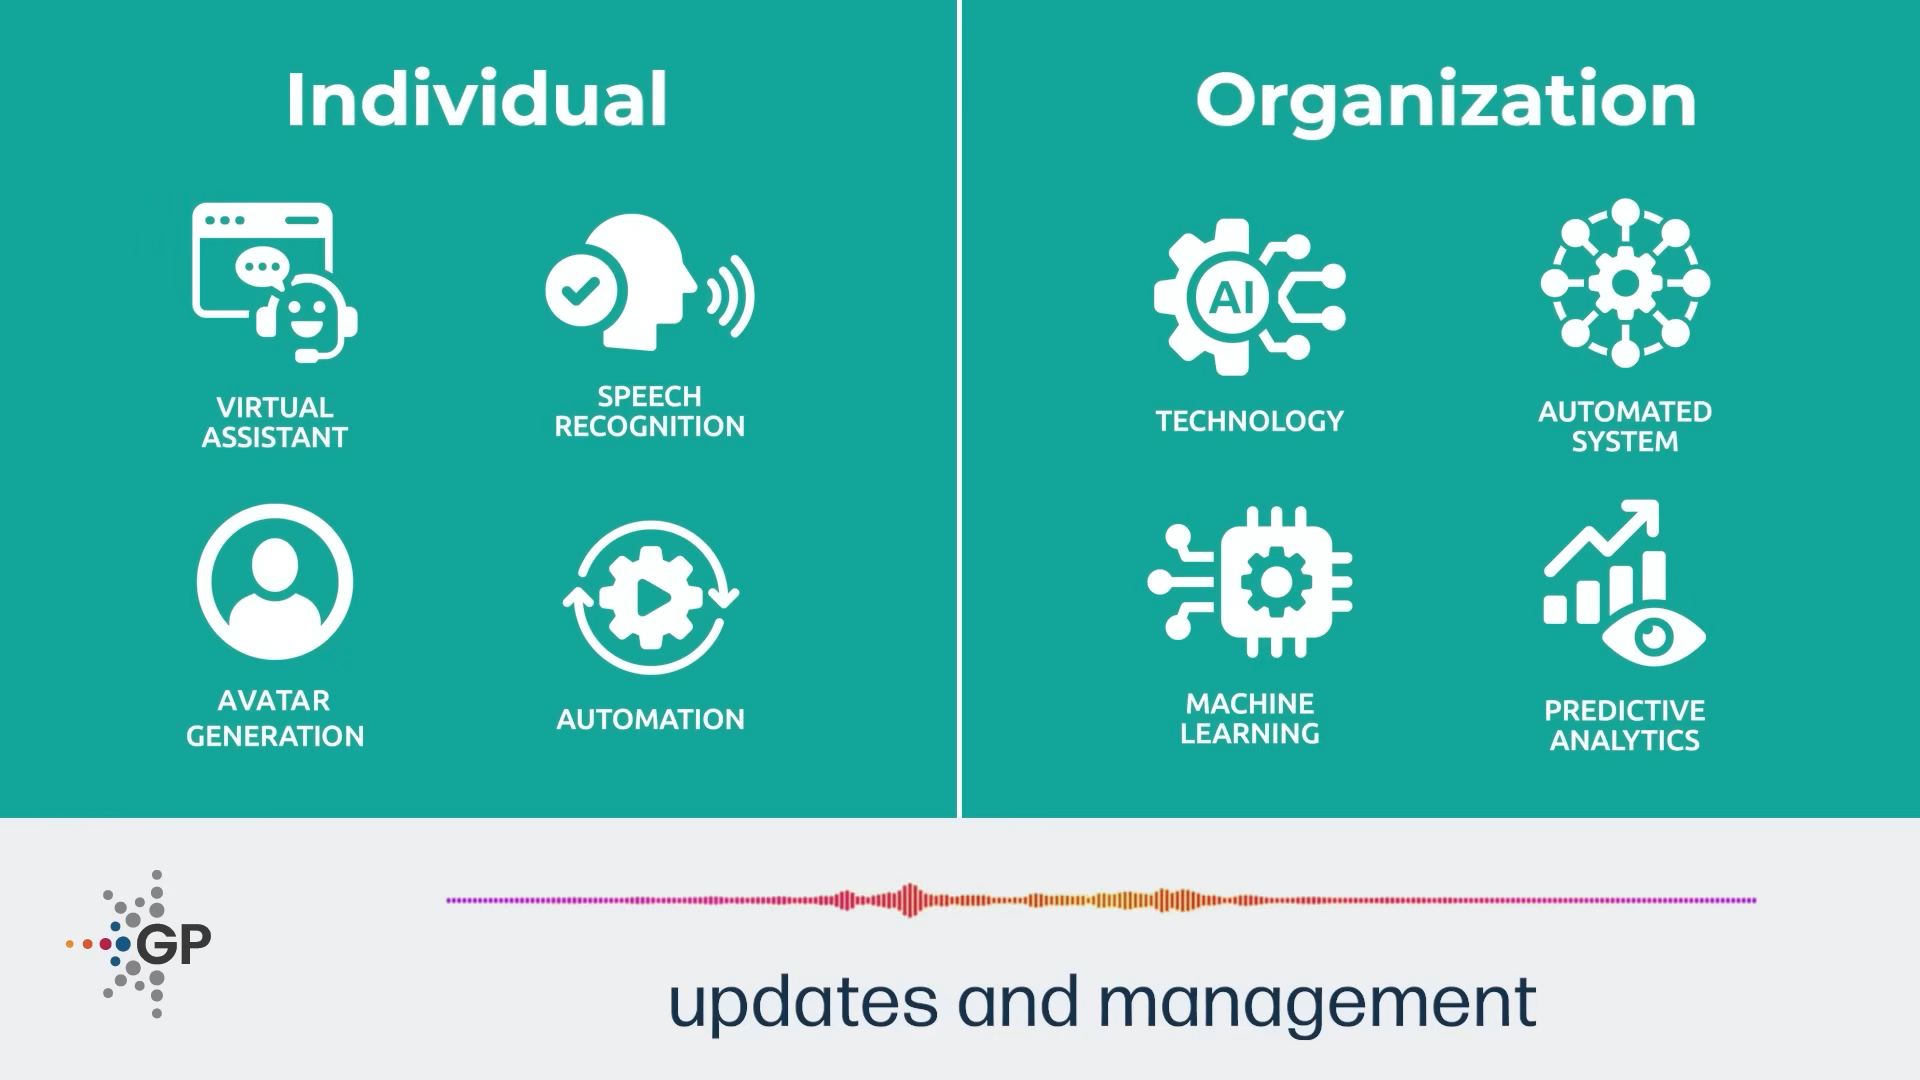 Individual
VIRTUAL
ASSISTANT
SPEECH
RECOGNITION
AVATAR
GENERATION
AUTOMATION
Organization
AI
TECHNOLOGY
AUTOMATED
SYSTEM
MACHINE
LEARNING
PREDICTIVE
ANALYTICS
GP
updates and management